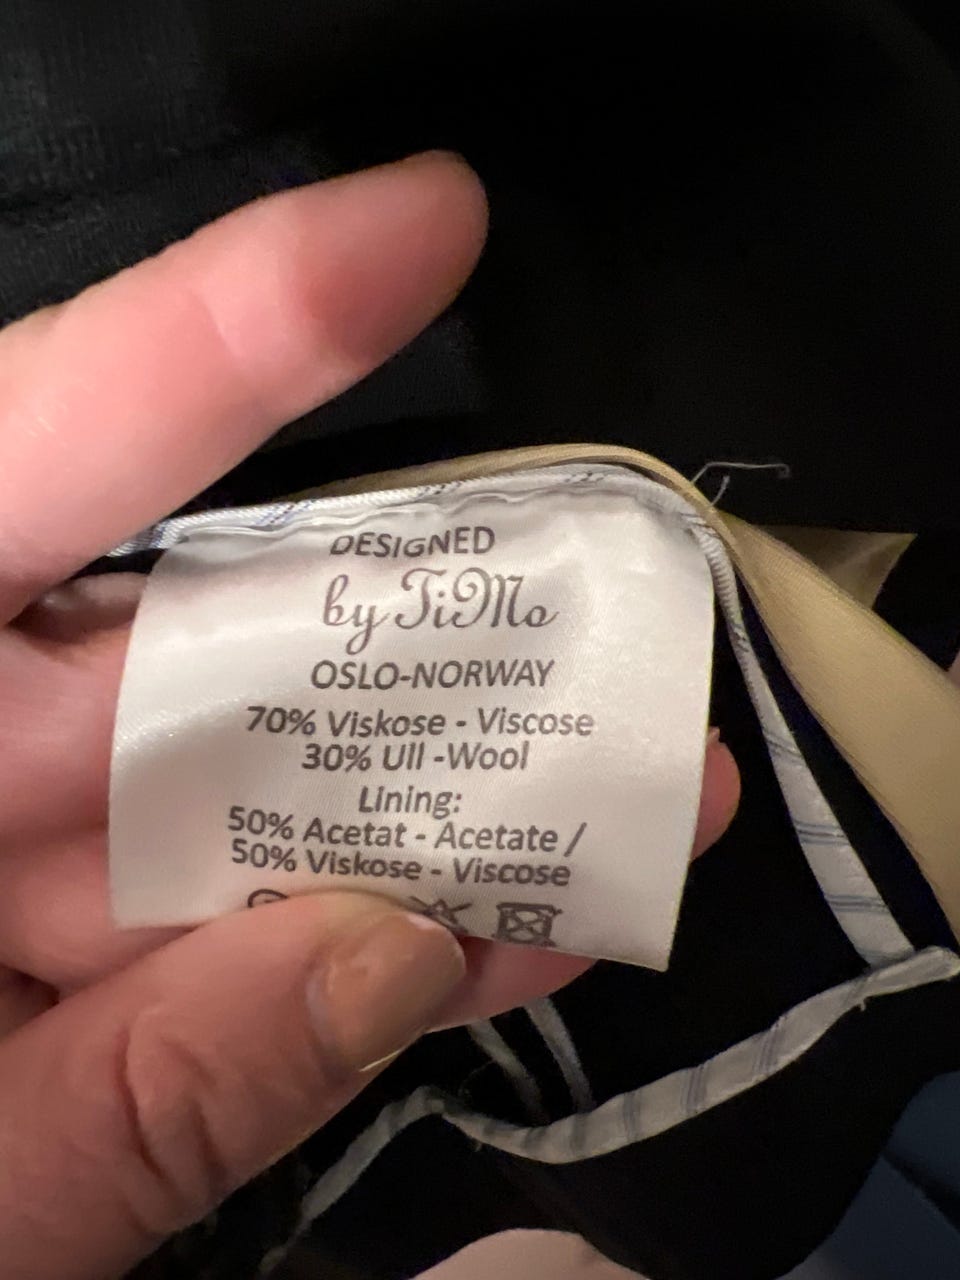 DESIGNED
by TiMo
OSLO-NORWAY
70% Viskose - Viscose
30% Ull -Wool
Lining:
50% Acetat - Acetate /
50% Viskose - Viscose